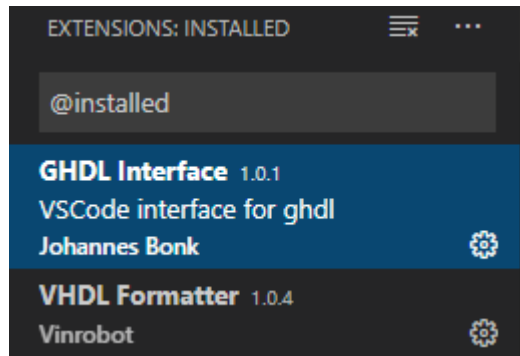 EXTENSIONS: INSTALLED
@installed
GHDL Interface 1.0.1
VSCode interface for ghdl
Johannes Bonk
VHDL Formatter 1.0.4
Vinrobot